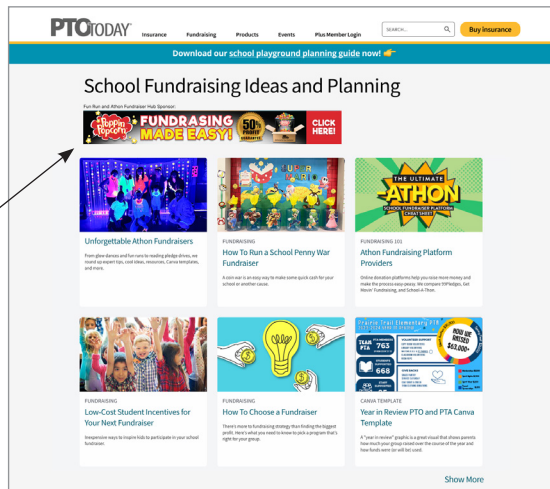 PTOTODAY
Insurance
Fundraising
Products
Events
Plus Member Login
SEARCH...
Buy insurance
Download our school playground planning guide now!
School Fundraising Ideas and Planning
Fun Run and Athon Fundraiser Hub Sponsor:
Poppin Popcorn
FUNDRASING
MADE EASY!
50%
PROFIT
GUARANTEED
CLICK
HERE!
SUPER
MARIO
THE ULTIMATE
ATHON
SCHOOL FUNDRAISER PLATFORM
CHEAT SHEET
Unforgettable Athon Fundraisers
From glow dances and fun runs to reading pledge drives, we
round up expert tips, cool ideas, resources, Canva templates,
and more.
FUNDRAISING
How To Run a School Penny War
Fundraiser
A coin war is an easy way to make some quick cash for your
school or another cause.
FUNDRAISING 101
Athon Fundraising Platform
Providers
Online donation platforms help you raise more money and
make the process easy-peasy. We compare 99Pledges, Get
Movin' Fundraising, and School-A-Thon.
Prairie Trail Elementary PTA
TEAM
PTA
763
668
VOLUNTEER SUPPORT
NOW WE
RAISED
$63,000+
FUNDRAISING
Low-Cost Student Incentives for
Your Next Fundraiser
Inexpensive ways to inspire kids to participate in your school
fundraiser.
FUNDRAISING
How To Choose a Fundraiser
There's more to fundraising strategy than finding the biggest
profit. Here's what you need to know to pick a program that's
right for your group.
CANVA TEMPLATE
Year in Review PTO and PTA Canva
Template
A "year in review" graphic is a great visual that shows parents
how much your group raised over the course of the year and
how funds were (or will be) used.
Show More